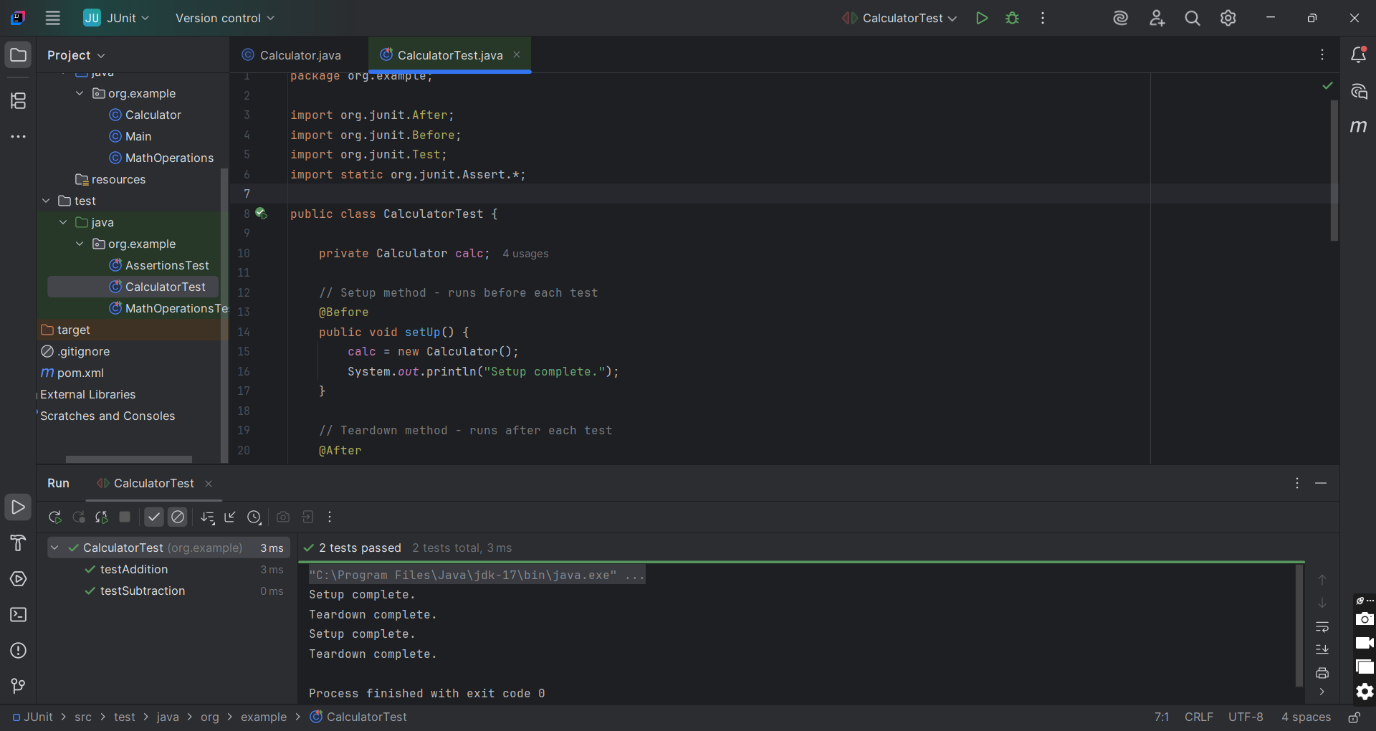 JU JUnit Version control CalculatorTest
Project Calculator.java CalculatorTest.java
java
org.example
Calculator
Main
MathOperations
resources
test
java
org.example
AssertionsTest
CalculatorTest
MathOperationsTe
target
.gitignore
m pom.xml
External Libraries
Scratches and Consoles
1 package org.example;
2
3 import org.junit.After;
4 import org.junit.Before;
5 import org.junit.Test;
6 import static org.junit.Assert.*;
7
8 public class CalculatorTest {
9
10 private Calculator calc; 4 usages
11
12 // Setup method - runs before each test
13 @Before
14 public void setUp() {
15 calc = new Calculator();
16 System.out.println("Setup complete.");
17 }
18
19 // Teardown method - runs after each test
20 @After
m
Run CalculatorTest
CalculatorTest (org.example) 3 ms
testAddition 3 ms
testSubtraction 0 ms
2 tests passed 2 tests total, 3 ms
"C:\Program Files\Java\jdk-17\bin\java.exe" ...
Setup complete.
Teardown complete.
Setup complete.
Teardown complete.
Process finished with exit code 0
JUnit > src > test > java > org > example > CalculatorTest 7:1 CRLF UTF-8 4 spaces